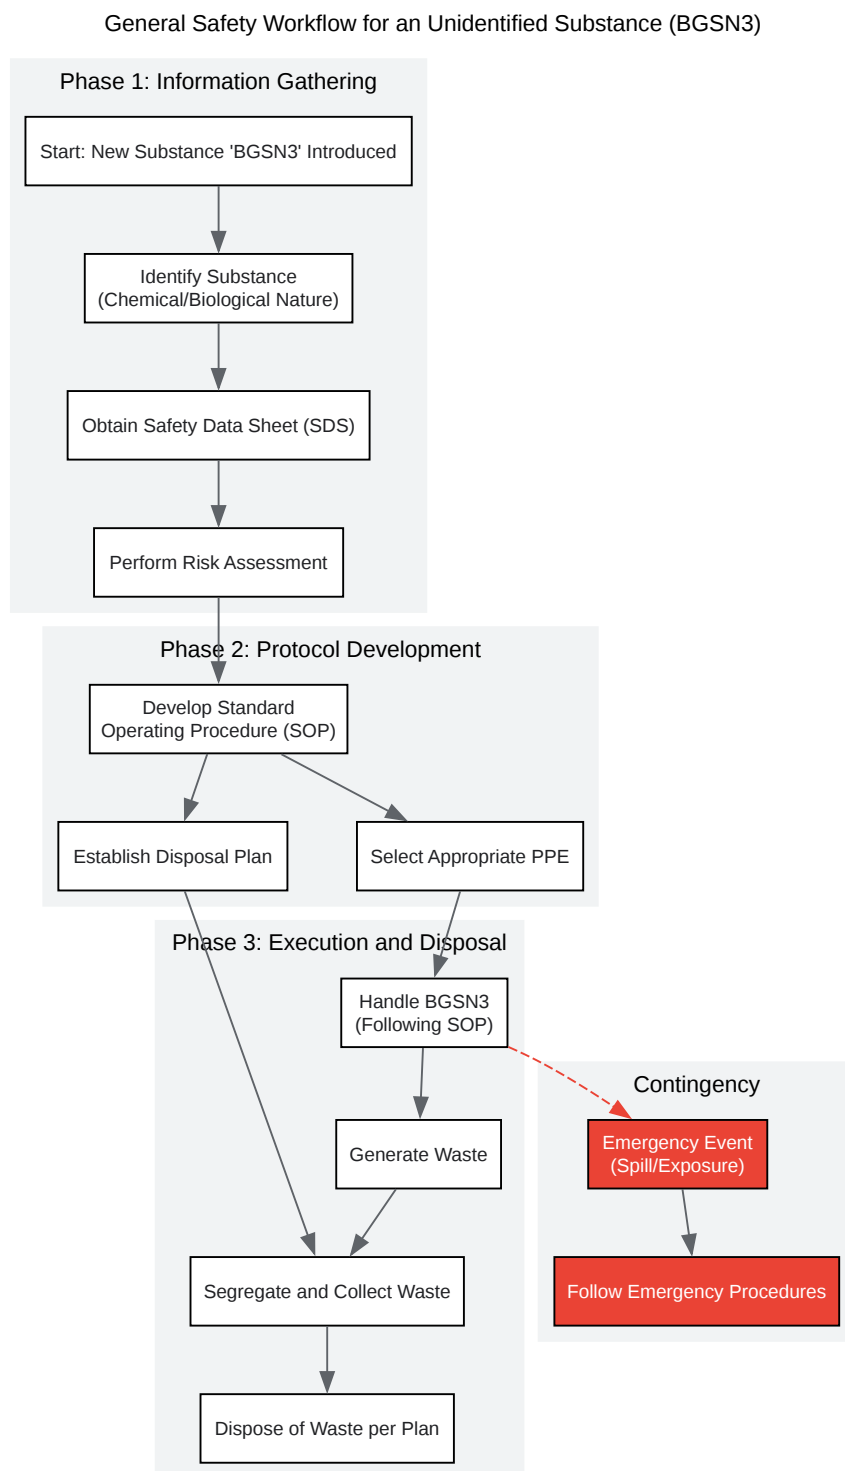 General Safety Workflow for an Unidentified Substance (BGSN3)
Phase 1: Information Gathering
Start: New Substance 'BGSN3' Introduced
Identify Substance
(Chemical/Biological Nature)
Obtain Safety Data Sheet (SDS)
Perform Risk Assessment
Phase 2: Protocol Development
Develop Standard
Operating Procedure (SOP)
Establish Disposal Plan
Select Appropriate PPE
Phase 3: Execution and Disposal
Handle BGSN3
(Following SOP)
Generate Waste
Segregate and Collect Waste
Dispose of Waste per Plan
Contingency
Emergency Event
(Spill/Exposure)
Follow Emergency Procedures